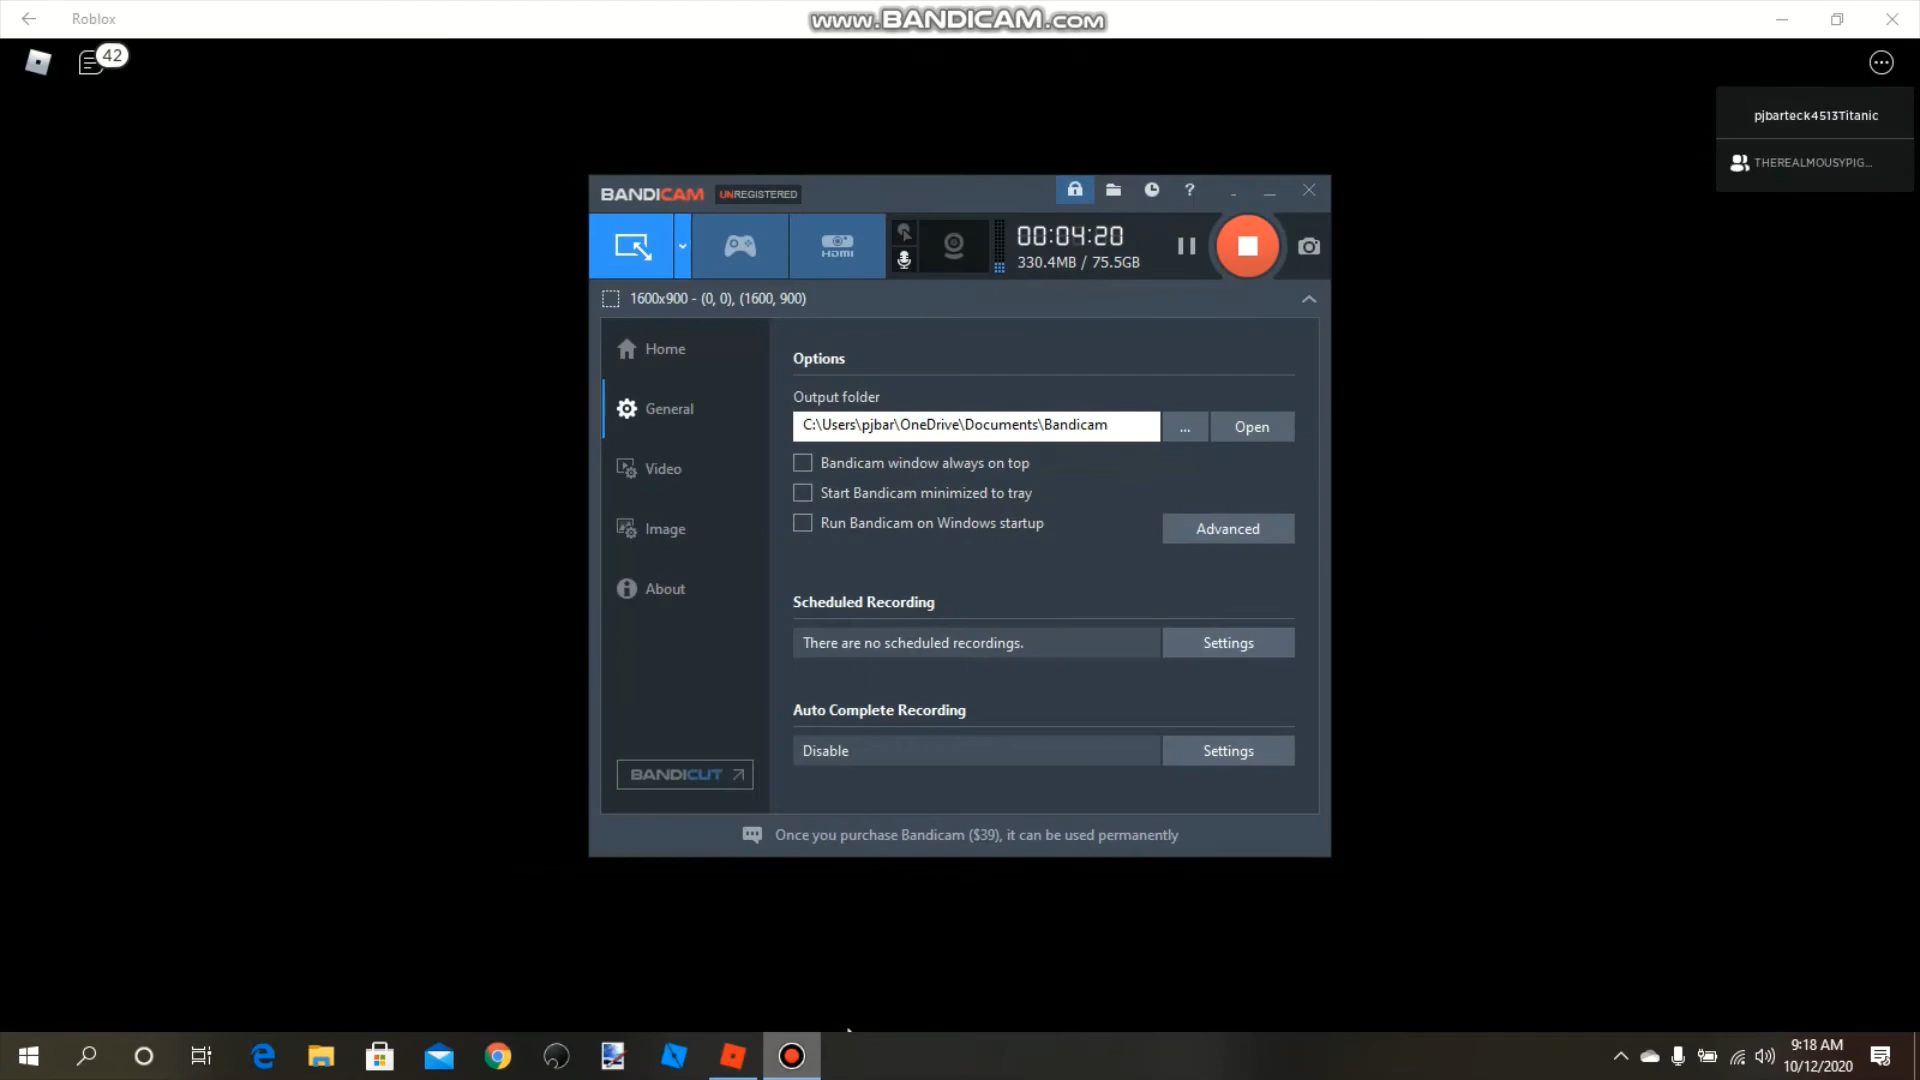 Roblox
www.BANDICAM.com
42
pjbarteck4513Titanic
THEREALMOUSYPIG...
BANDICAM UNREGISTERED
?
HDMI
00:04:20
330.4MB / 75.5GB
1600x900 - (0, 0), (1600, 900)
Home
General
Video
Image
About
BANDICUT
Options
Output folder
C:\Users\pjbar\OneDrive\Documents\Bandicam
...
Open
Bandicam window always on top
Start Bandicam minimized to tray
Run Bandicam on Windows startup
Advanced
Scheduled Recording
There are no scheduled recordings.
Settings
Auto Complete Recording
Disable
Settings
Once you purchase Bandicam ($39), it can be used permanently
9:18 AM
10/12/2020